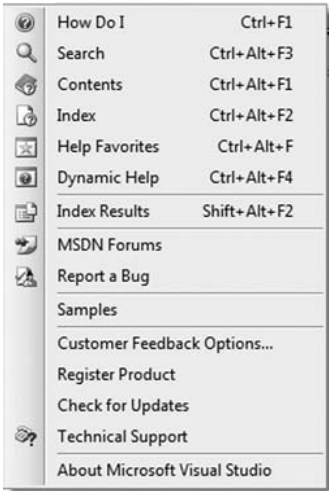 How Do I Ctrl+F1
Search Ctrl+Alt+F3
Contents Ctrl+Alt+F1
Index Ctrl+Alt+F2
Help Favorites Ctrl+Alt+F
Dynamic Help Ctrl+Alt+F4
Index Results Shift+Alt+F2
MSDN Forums
Report a Bug
Samples
Customer Feedback Options...
Register Product
Check for Updates
Technical Support
About Microsoft Visual Studio